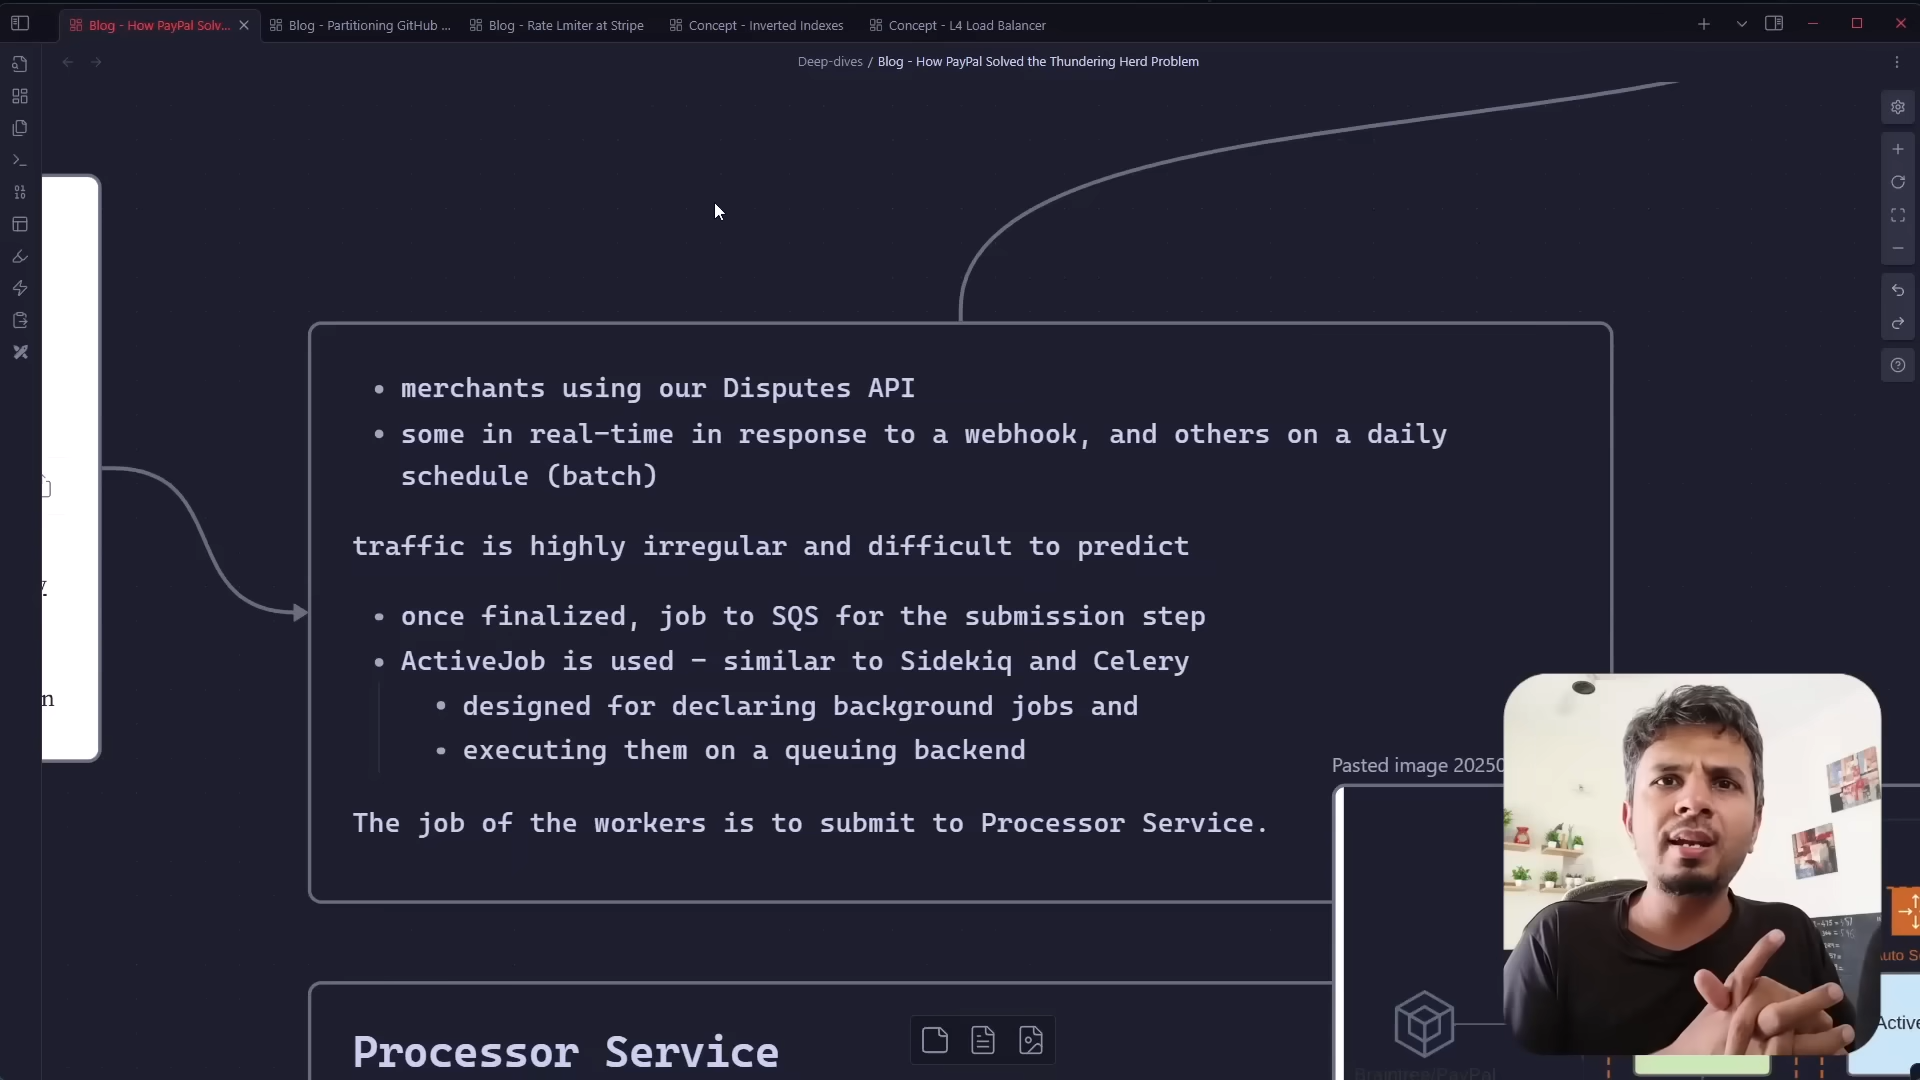 Blog - How PayPal Solv...
Blog - Partitioning GitHub ...
Blog - Rate Lmiter at Stripe
Concept - Inverted Indexes
Concept - L4 Load Balancer
Deep-dives / Blog - How PayPal Solved the Thundering Herd Problem
merchants using our Disputes API
some in real-time in response to a webhook, and others on a daily
schedule (batch)
traffic is highly irregular and difficult to predict
once finalized, job to SQS for the submission step
ActiveJob is used - similar to Sidekiq and Celery
designed for declaring background jobs and
executing them on a queuing backend
The job of the workers is to submit to Processor Service.
Pasted image 20250
Processor Service
Braintree/PayPal
Active
n